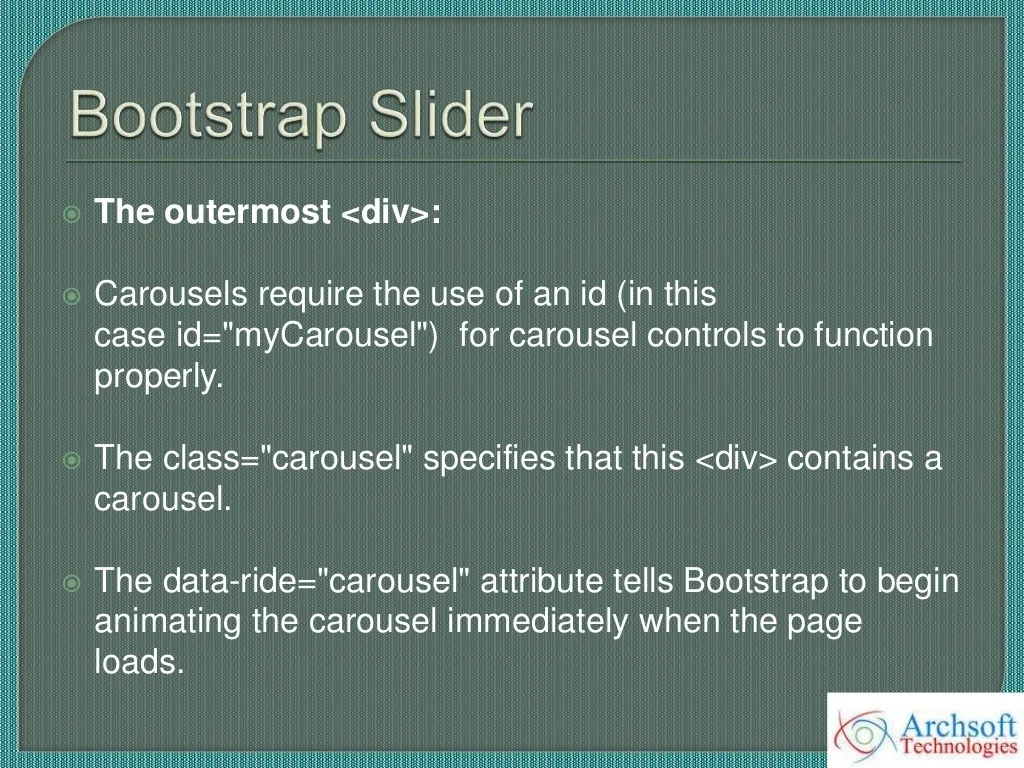 Bootstrap Slider
The outermost <div>:
Carousels require the use of an id (in this
case id="myCarousel")  for carousel controls to function
properly.
The class="carousel" specifies that this <div> contains a
carousel.
The data-ride="carousel" attribute tells Bootstrap to begin
animating the carousel immediately when the page
loads.
Archsoft
Technologies